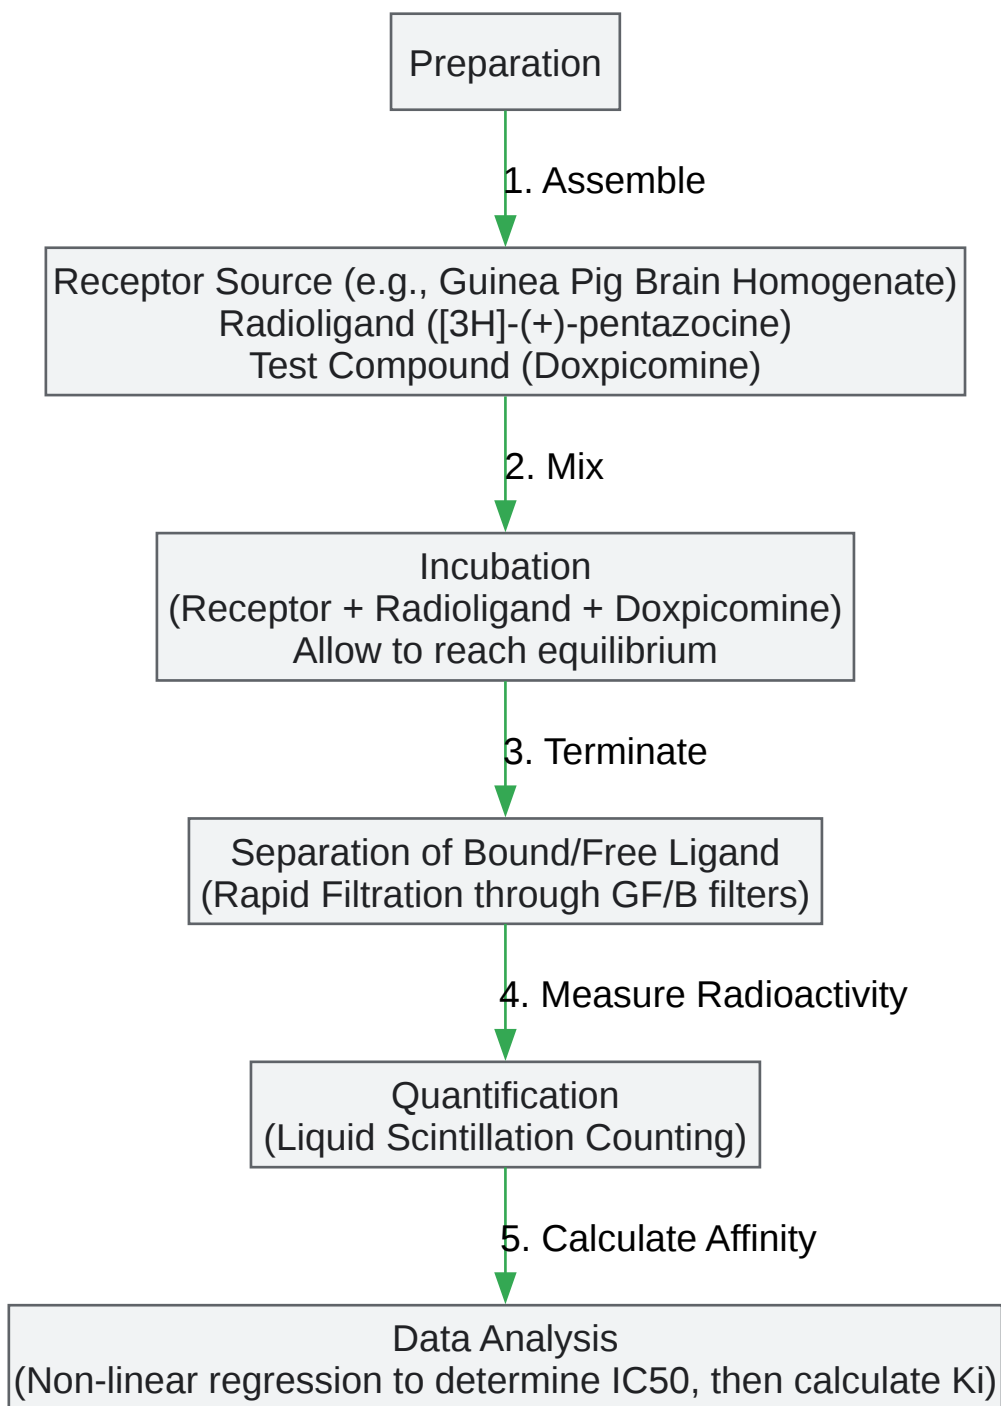 Preparation
1. Assemble
Receptor Source (e.g., Guinea Pig Brain Homogenate)
Radioligand ([3H]-(+)-pentazocine)
Test Compound (Doxpicomine)
2. Mix
Incubation
(Receptor + Radioligand + Doxpicomine)
Allow to reach equilibrium
3. Terminate
Separation of Bound/Free Ligand
(Rapid Filtration through GF/B filters)
4. Measure Radioactivity
Quantification
(Liquid Scintillation Counting)
5. Calculate Affinity
Data Analysis
(Non-linear regression to determine IC50, then calculate Ki)